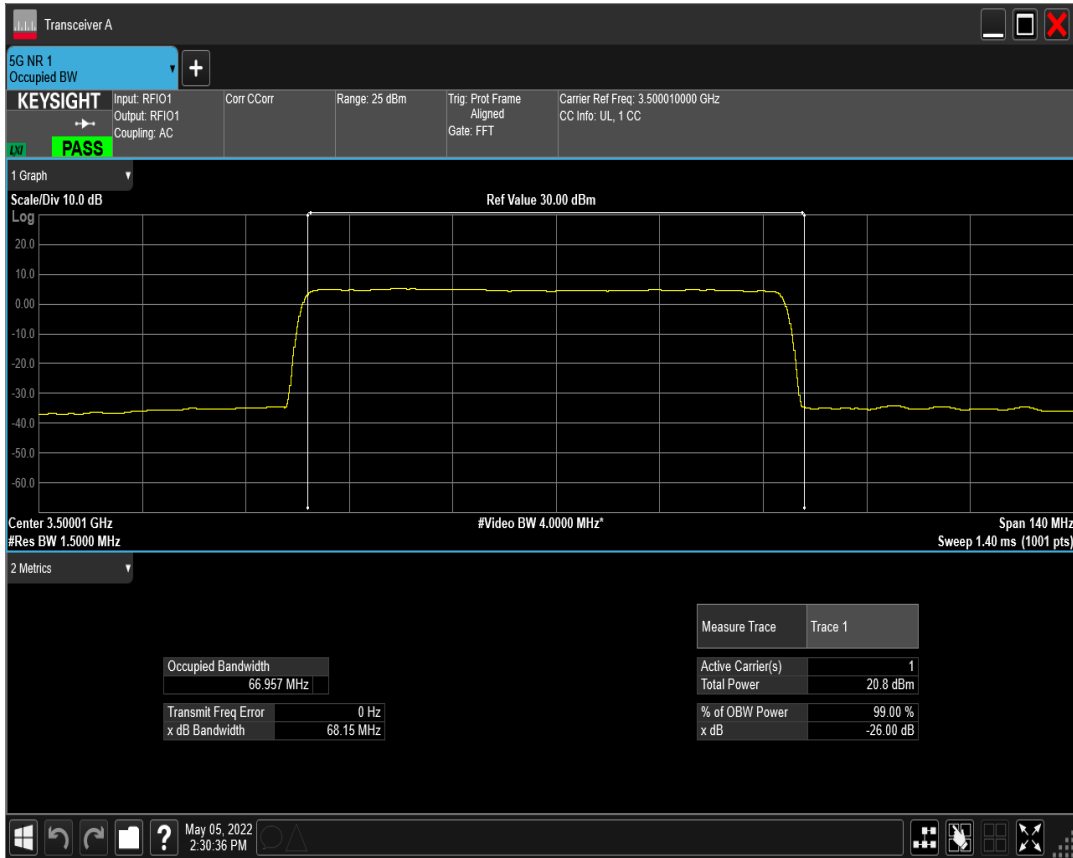 Transceiver A
5G NR 1
Occupied BW
KEYSIGHT
LXI
PASS
Input: RFIO1
Output: RFIO1
Coupling: AC
Corr CCorr
Range: 25 dBm
Trig: Prot Frame
Aligned
Gate: FFT
Carrier Ref Freq: 3.500010000 GHz
CC Info: UL, 1 CC
1 Graph
Scale/Div 10.0 dB
Ref Value 30.00 dBm
Log
20.0
10.0
0.00
-10.0
-20.0
-30.0
-40.0
-50.0
-60.0
Center 3.50001 GHz
#Video BW 4.0000 MHz*
Span 140 MHz
#Res BW 1.5000 MHz
Sweep 1.40 ms (1001 pts)
2 Metrics
Measure Trace Trace 1
Occupied Bandwidth
66.957 MHz
Active Carrier(s) 1
Total Power 20.8 dBm
Transmit Freq Error 0 Hz
x dB Bandwidth 68.15 MHz
% of OBW Power 99.00 %
x dB -26.00 dB
?
May 05, 2022
2:30:36 PM